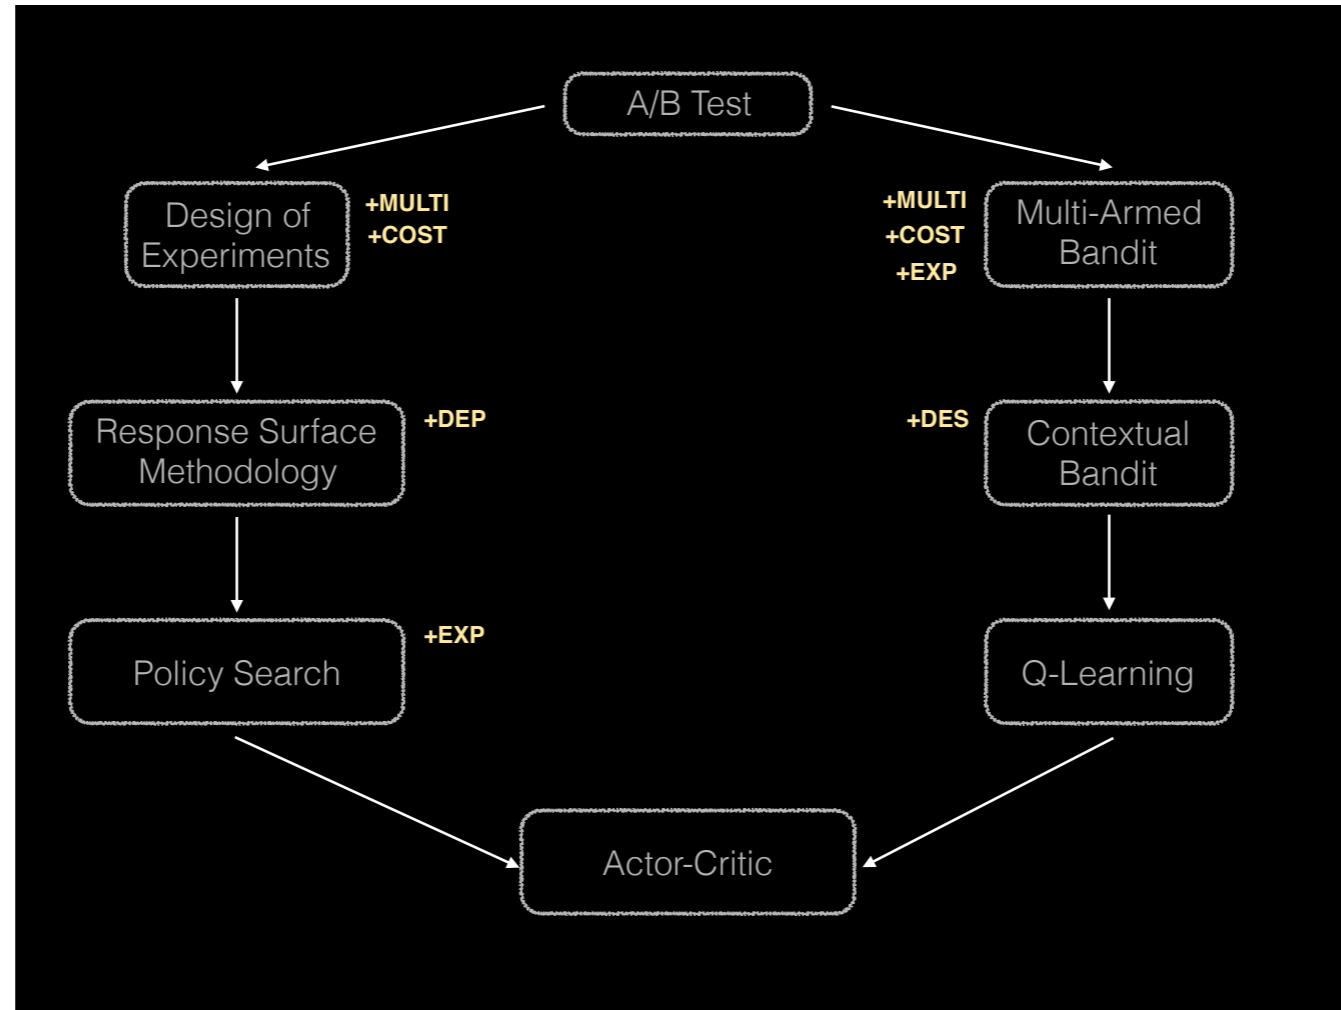 A/B Test
Design of
Experiments
+MULTI
+COST
+MULTI
+COST
+EXP
Multi-Armed
Bandit
Response Surface
Methodology
+DEP
+DES
Contextual
Bandit
Policy Search
+EXP
Q-Learning
Actor-Critic